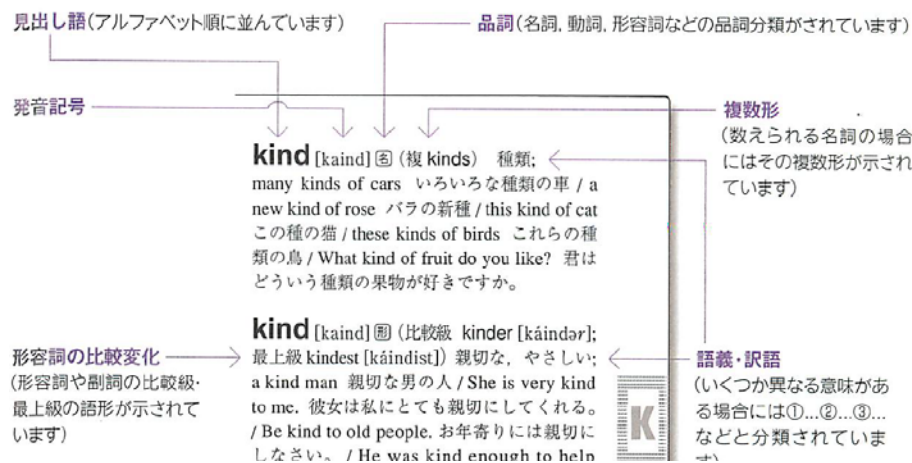 見出し語(アルファベット順に並んでいます)
品詞(名詞, 動詞, 形容詞などの品詞分類がされています)
発音記号
複数形
(数えられる名詞の場合
にはその複数形が示され
ています)
kind [kaind] 名 (複 kinds) 種類;
many kinds of cars いろいろな種類の車 / a
new kind of rose バラの新種 / this kind of cat
この種の猫 / these kinds of birds これらの種
類の鳥 / What kind of fruit do you like? 君は
どういう種類の果物が好きですか。
kind [kaind] 形 (比較級 kinder [káindər];
最上級 kindest [káindist]) 親切な, やさしい;
a kind man 親切な男の人 / She is very kind
to me. 彼女は私にとても親切にしてくれる。
/ Be kind to old people. お年寄りには親切に
しなさい。 / He was kind enough to help
形容詞の比較変化
(形容詞や副詞の比較級・
最上級の語形が示されて
います)
K
語義・訳語
(いくつか異なる意味があ
る場合には①...②...③...
などと分類されていま
す)